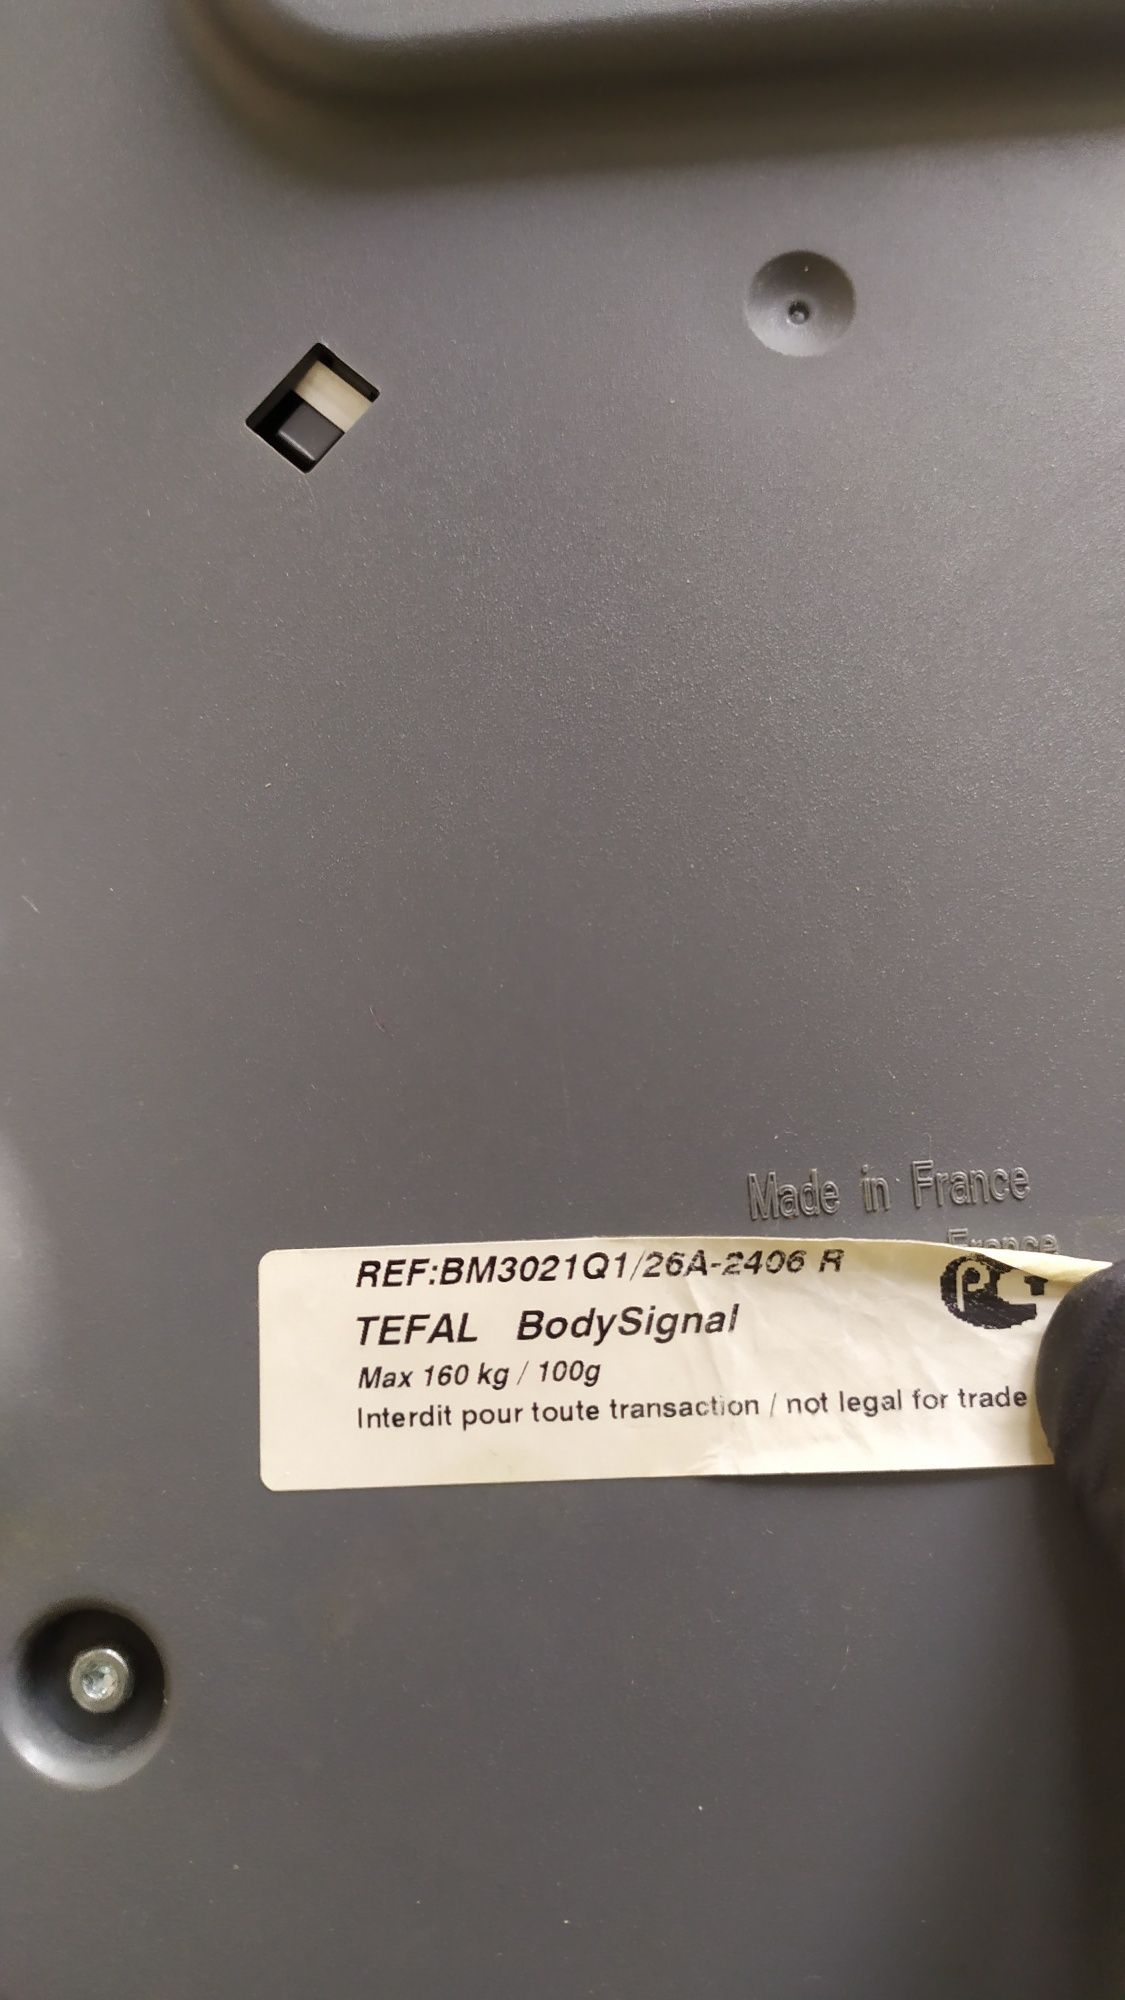 Made in France
France
REF:BM3021Q1/26A-2406 R
TEFAL BodySignal
Max 160 kg / 100g
Interdit pour toute transaction / not legal for trade